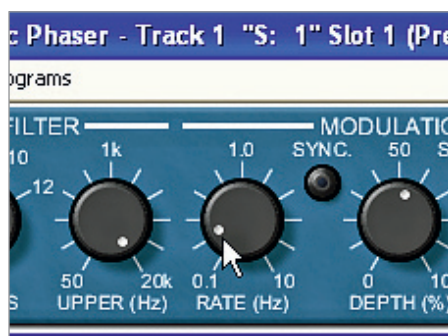 c Phaser - Track 1 "S: 1" Slot 1 (Pre
ograms
FILTER MODULATIO
10 1k 1.0 SYNC. 50 S
12
50 20k 0.1 10 0 10
S UPPER (Hz) RATE (Hz) DEPTH (%)